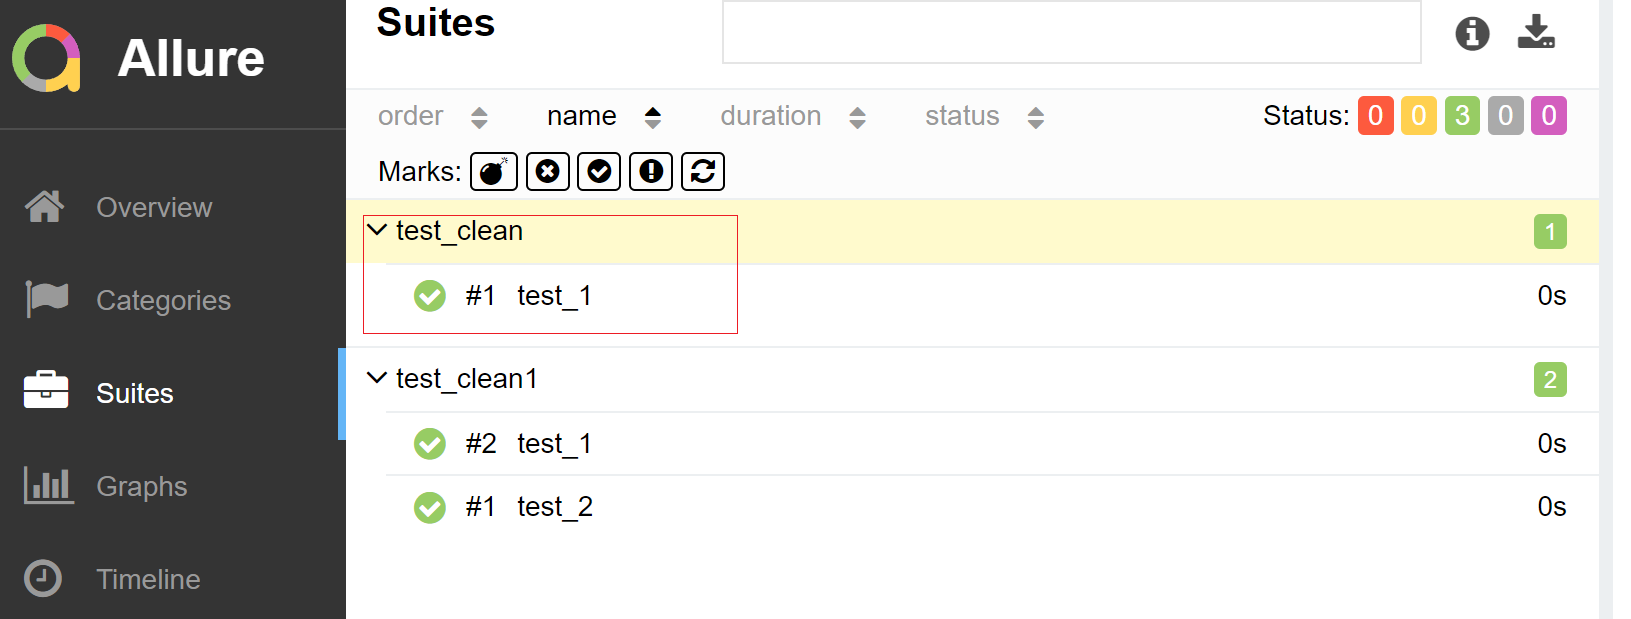 Allure
Overview
Categories
Suites
Graphs
Timeline
Suites
order name duration status Status: 0 0 3 0 0
Marks:
test_clean 1
#1 test_1 0s
test_clean1 2
#2 test_1 0s
#1 test_2 0s